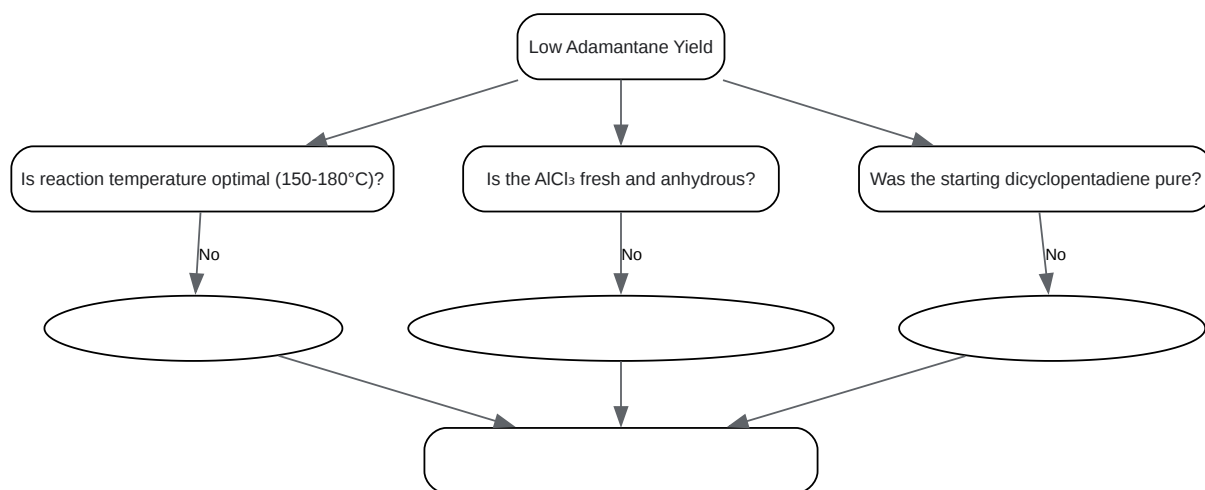 Low Adamantane Yield
Is reaction temperature optimal (150-180°C)?
Is the AlCl₃ fresh and anhydrous?
Was the starting dicyclopentadiene pure?
No
No
No